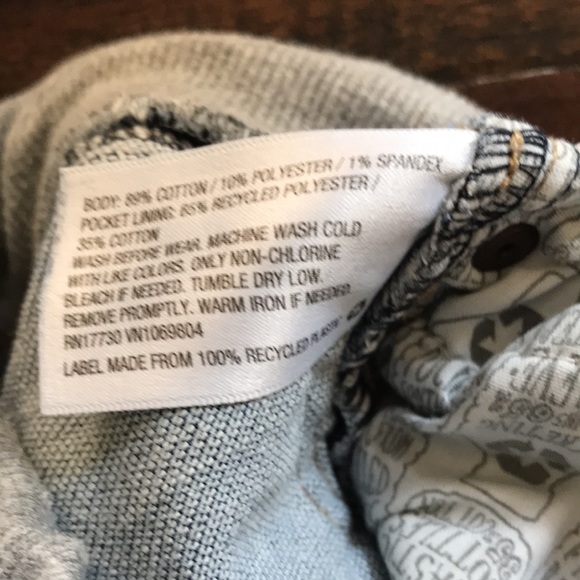 BODY: 89% COTTON / 10% POLYESTER / 1% SPANDEX
POCKET LINING: 65% RECYCLED POLYESTER /
35% COTTON
WASH BEFORE WEAR. MACHINE WASH COLD
WITH LIKE COLORS. ONLY NON-CHLORINE
BLEACH IF NEEDED. TUMBLE DRY LOW.
REMOVE PROMPTLY. WARM IRON IF NEEDED.
RN17730 VN1069804
LABEL MADE FROM 100% RECYCLED PLASTIC